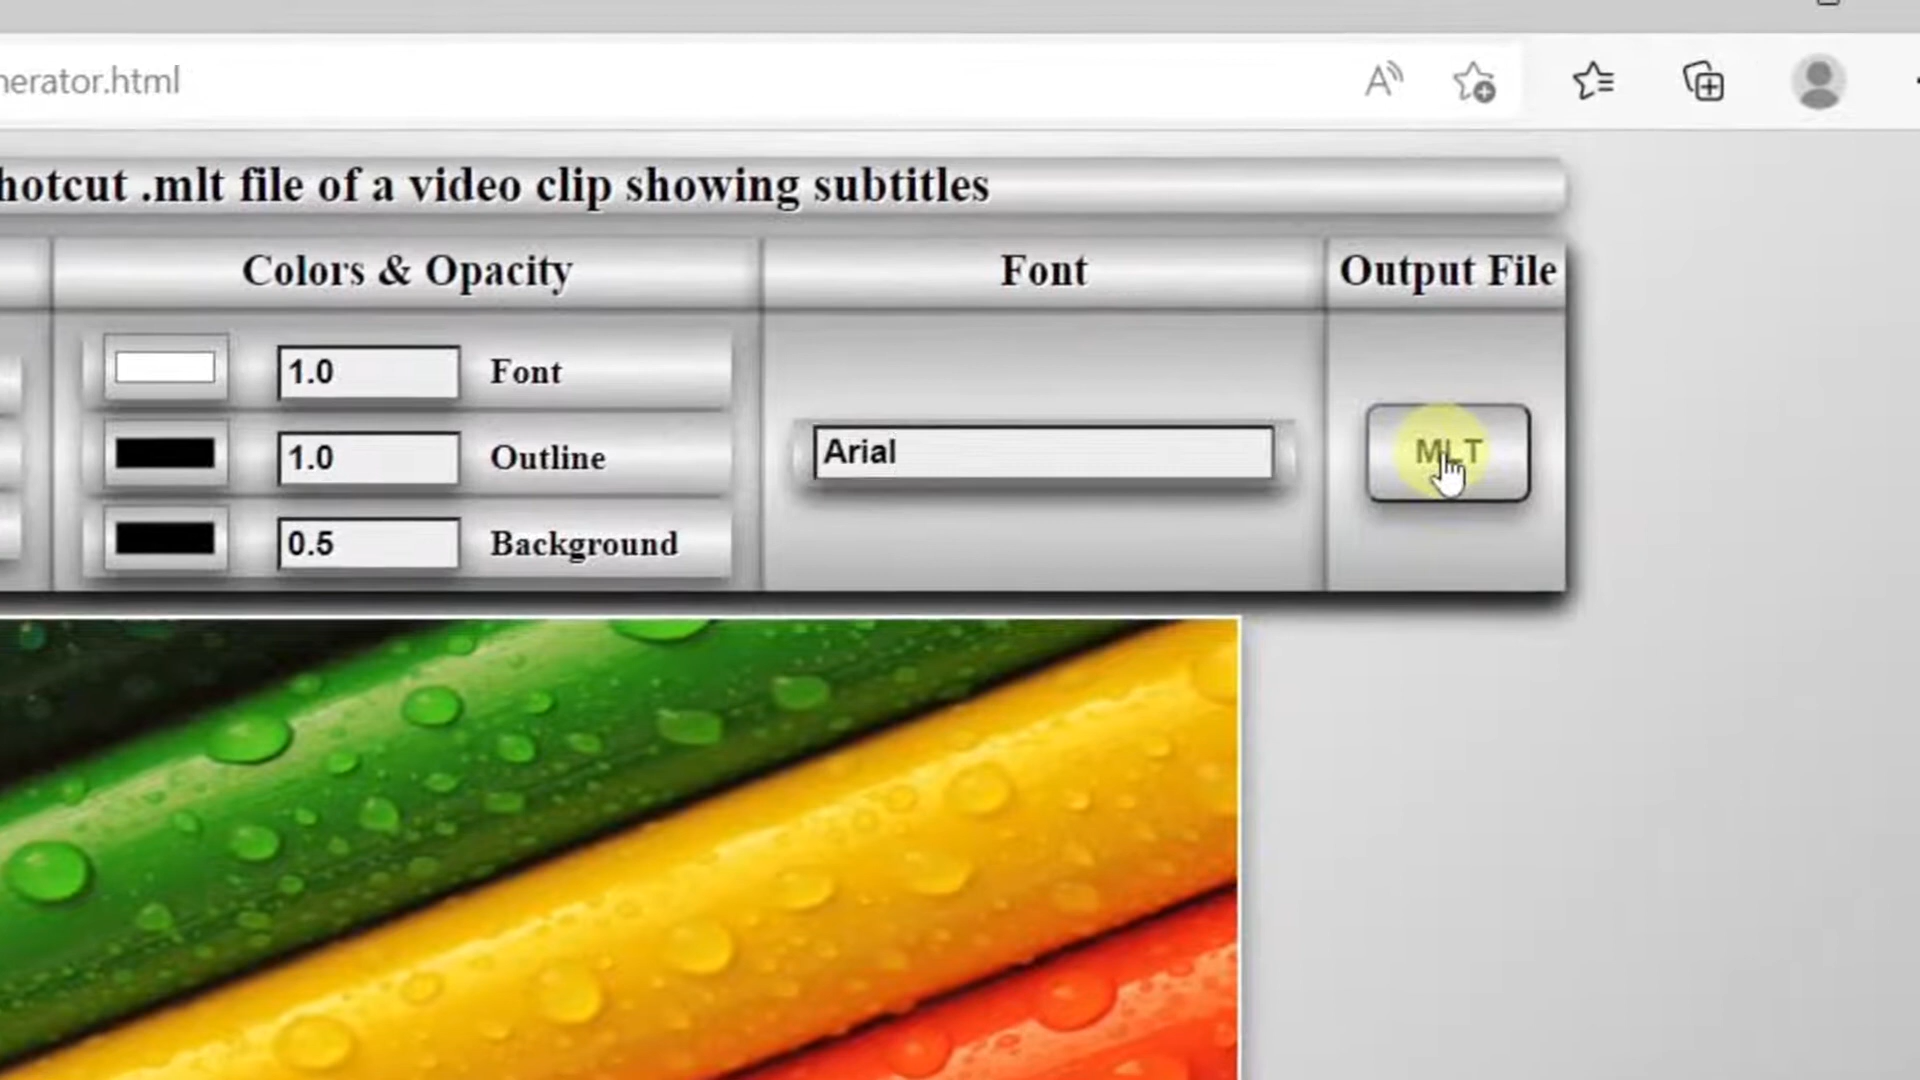 nerator.html
hotcut .mlt file of a video clip showing subtitles
Colors & Opacity
Font
Output File
1.0 Font
1.0 Outline
0.5 Background
Arial
MLT